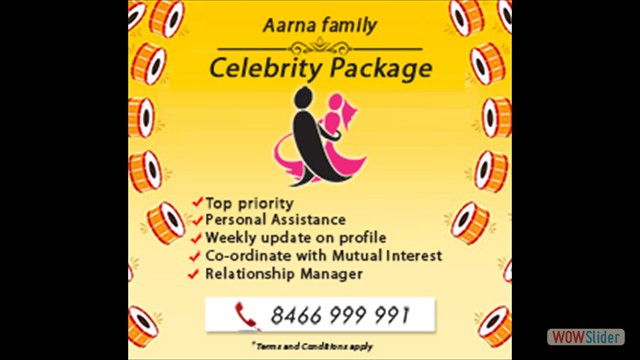 Aarna family
Celebrity Package
Top priority
Personal Assistance
Weekly update on profile
Co-ordinate with Mutual Interest
Relationship Manager
8466 999 991
*Terms and Conditions apply
WOWSlider